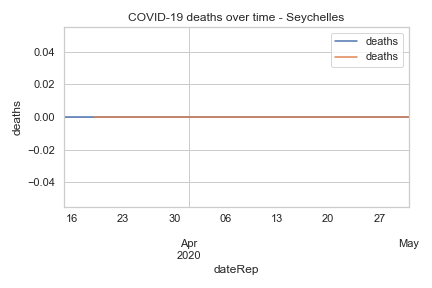 COVID-19 deaths over time - Seychelles
deaths
deaths
deaths
0.04
0.02
0.00
−0.02
−0.04
16 23 30 06 13 20 27
Apr May
2020
dateRep